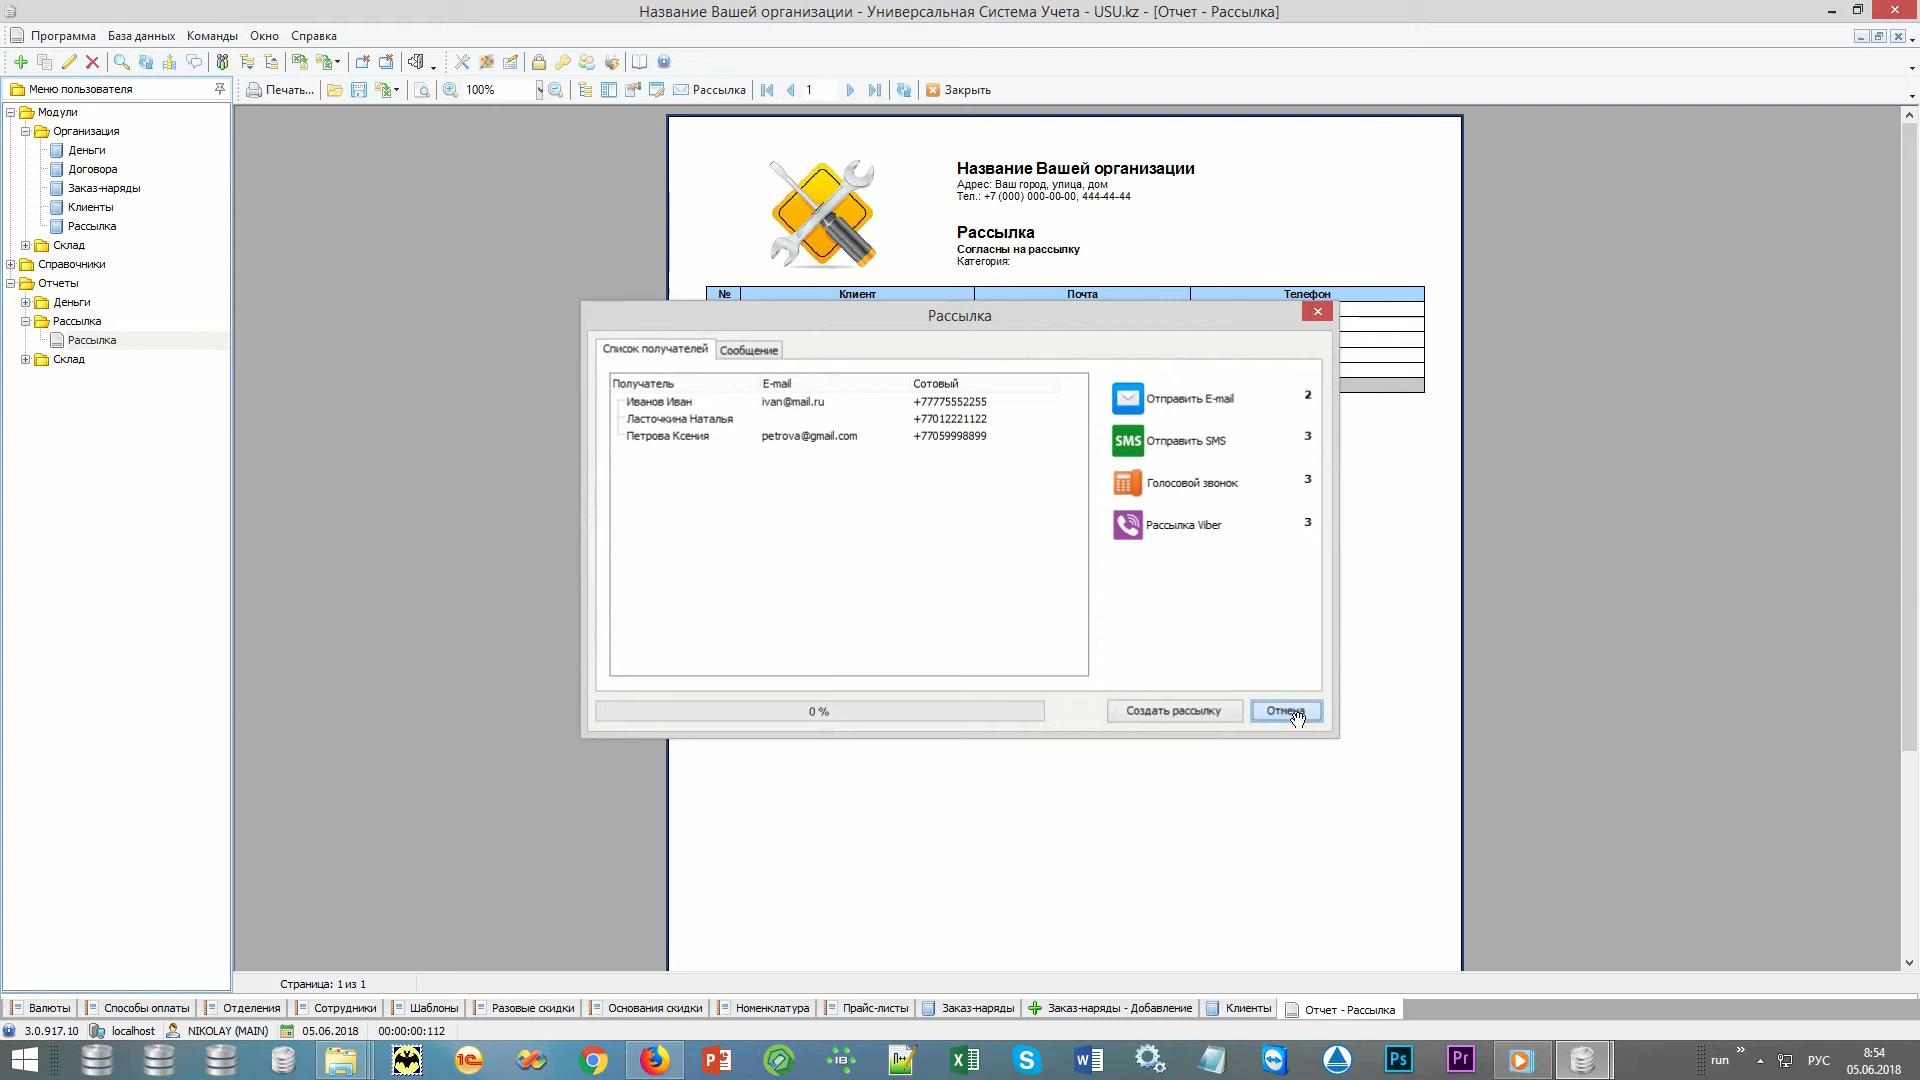 Название Вашей организации - Универсальная Система Учета - USU.kz - [Отчет - Рассылка]
Программа База данных Команды Окно Справка
Меню пользователя
Печать... 100% Рассылка 1 Закрыть
Модули
Организация
Деньги
Договора
Заказ-наряды
Клиенты
Рассылка
Склад
Справочники
Отчеты
Деньги
Рассылка
Рассылка
Склад
Название Вашей организации
Адрес: Ваш город, улица, дом
Тел.: +7 (000) 000-00-00, 444-44-44
Рассылка
Согласны на рассылку
Категория:
№ Клиент Почта Телефон
Рассылка
Список получателей Сообщение
Получатель E-mail Сотовый
Иванов Иван ivan@mail.ru +77775552255
Ласточкина Наталья +77012221122
Петрова Ксения petrova@gmail.com +77059998899
Отправить E-mail 2
SMS Отправить SMS 3
Голосовой звонок 3
Рассылка Viber 3
0 % Создать рассылку Отмена
Страница: 1 из 1
Валюты Способы оплаты Отделения Сотрудники Шаблоны Разовые скидки Основания скидки Номенклатура Прайс-листы Заказ-наряды Заказ-наряды - Добавление Клиенты Отчет - Рассылка
3.0.917.10 localhost NIKOLAY (MAIN) 05.06.2018 00:00:00:112
run РУС 8:54
05.06.2018